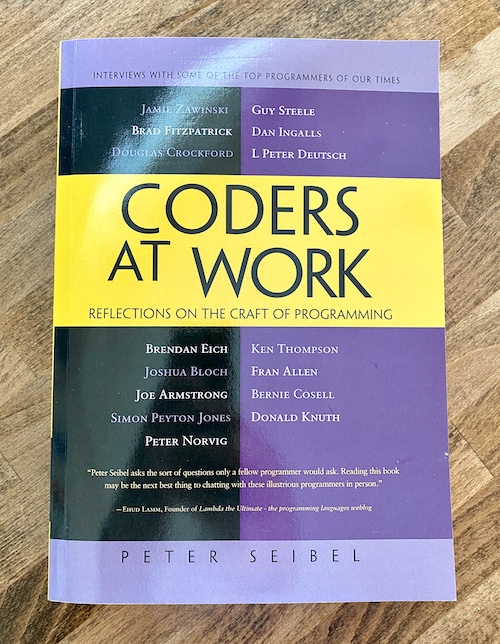 INTERVIEWS WITH SOME OF THE TOP PROGRAMMERS OF OUR TIMES
JAMIE ZAWINSKI
BRAD FITZPATRICK
DOUGLAS CROCKFORD
GUY STEELE
DAN INGALLS
L PETER DEUTSCH
CODERS
AT WORK
REFLECTIONS ON THE CRAFT OF PROGRAMMING
BRENDAN EICH
JOSHUA BLOCH
JOE ARMSTRONG
SIMON PEYTON JONES
PETER NORVIG
KEN THOMPSON
FRAN ALLEN
BERNIE COSELL
DONALD KNUTH
“Peter Seibel asks the sort of questions only a fellow programmer would ask. Reading this book
may be the next best thing to chatting with these illustrious programmers in person.”
—EHUD LAMM, Founder of Lambda the Ultimate - the programming languages weblog
PETER SEIBEL